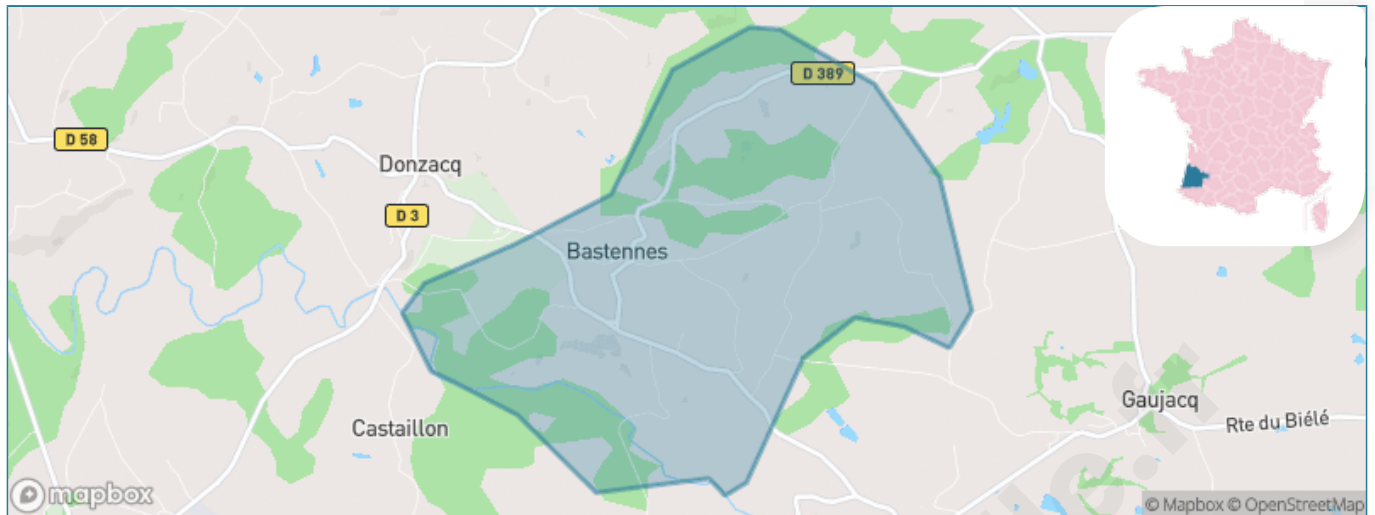 D 389
D 58
Donzacq
D 3
Bastennes
Gaujacq
Castaillon
Rte du Biélé
mapbox
© Mapbox © OpenStreetMap